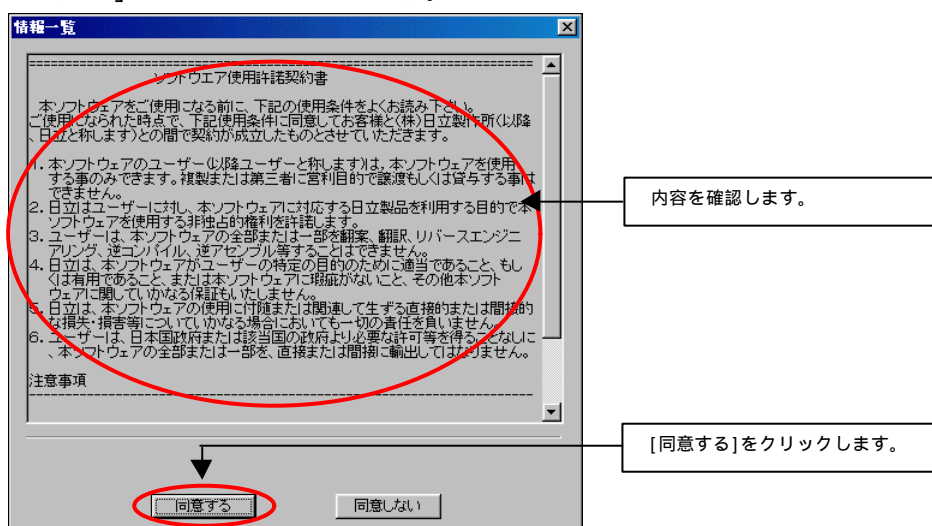 情報一覧
========================================================
ソフトウエア使用許諾契約書
本ソフトウェアをご使用になる前に、下記の使用条件をよくお読み下さい。
ご使用になられた時点で、下記使用条件に同意してお客様と(株)日立製作所(以降
、日立と称します)との間で契約が成立したものとさせていただきます。
1. 本ソフトウェアのユーザー(以降ユーザーと称します)は、本ソフトウェアを使用
する事のみできます。複製または第三者に営利目的で譲渡もしくは貸与する事は
できません。
2. 日立はユーザーに対し、本ソフトウェアに対応する日立製品を利用する目的で本
ソフトウェアを使用する非独占的権利を許諾します。
3. ユーザーは、本ソフトウェアの全部または一部を翻案、翻訳、リバースエンジニ
アリング、逆コンパイル、逆アセンブル等することはできません。
4. 日立は、本ソフトウェアがユーザーの特定の目的のために適当であること、もし
くは有用であること、または本ソフトウェアに瑕疵がないこと、その他本ソフト
ウェアに関していかなる保証もいたしません。
5. 日立は、本ソフトウェアの使用に付随または関連して生ずる直接的または間接的
な損失・損害等についていかなる場合においても一切の責任を負いません。
6. ユーザーは、日本国政府または該当国の政府より必要な許可等を得ることなしに
、本ソフトウェアの全部または一部を、直接または間接に輸出してはなりません。
注意事項
--------------------------------------------------------
内容を確認します。
[同意する]をクリックします。
同意する 同意しない